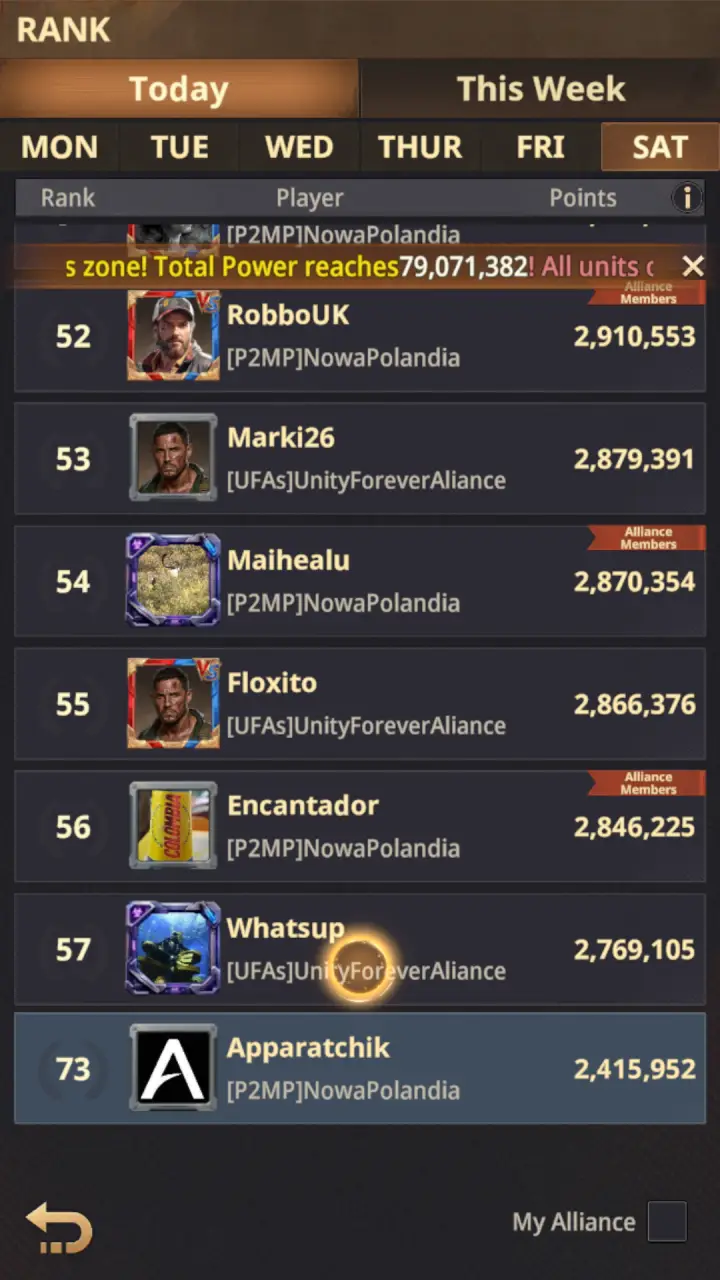 RANK
Today
This Week
MON TUE WED THUR FRI SAT
Rank Player Points i
[P2MP]NowaPolandia
s zone! Total Power reaches79,071,382! All units
Alliance
Members
52
RobboUK
[P2MP]NowaPolandia
2,910,553
53
Marki26
[UFAs]UnityForeverAliance
2,879,391
Alliance
Members
54
Maihealu
[P2MP]NowaPolandia
2,870,354
55
Floxito
[UFAs]UnityForeverAliance
2,866,376
Alliance
Members
56
COLOMBIA
Encantador
[P2MP]NowaPolandia
2,846,225
57
Whatsup
[UFAs]UnityForeverAliance
2,769,105
73
Apparatchik
[P2MP]NowaPolandia
2,415,952
My Alliance